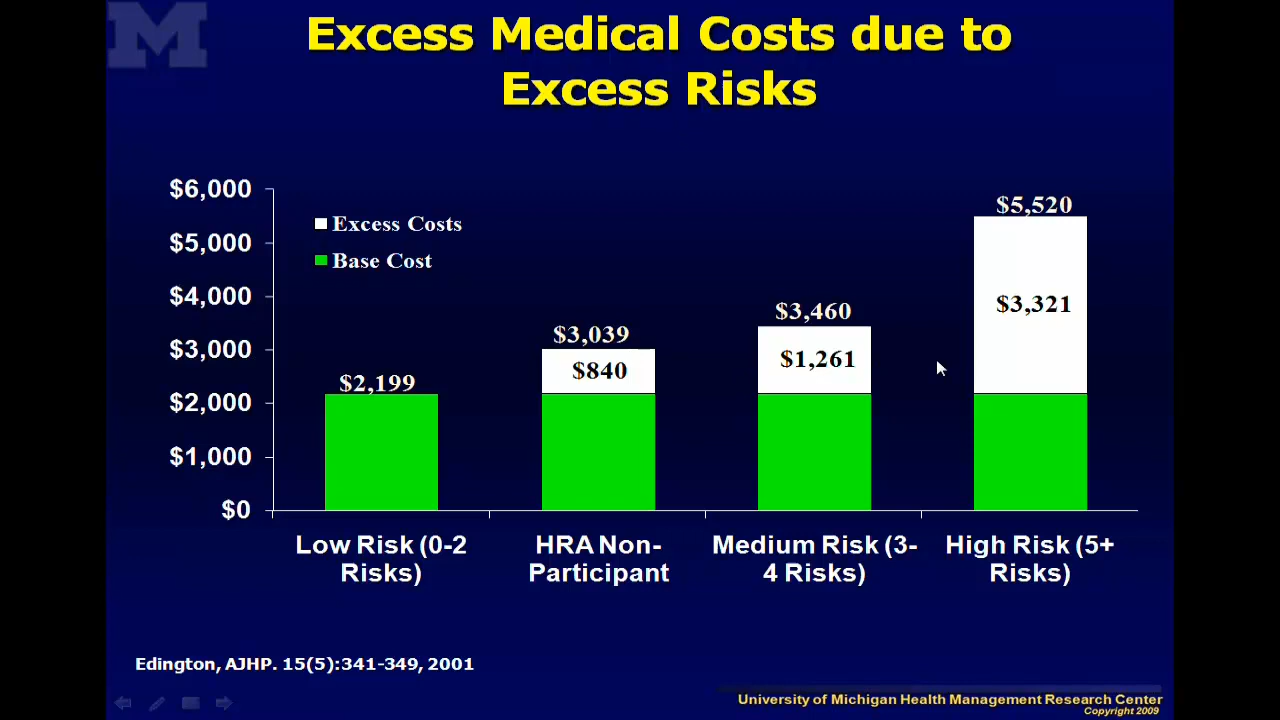 M
Excess Medical Costs due to
Excess Risks
$6,000
$5,000
$4,000
$3,000
$2,000
$1,000
$0
Excess Costs
Base Cost
$2,199
$3,039
$840
$3,460
$1,261
$5,520
$3,321
Low Risk (0-2
Risks)
HRA Non-
Participant
Medium Risk (3-
4 Risks)
High Risk (5+
Risks)
Edington, AJHP. 15(5):341-349, 2001
University of Michigan Health Management Research Center
Copyright 2009